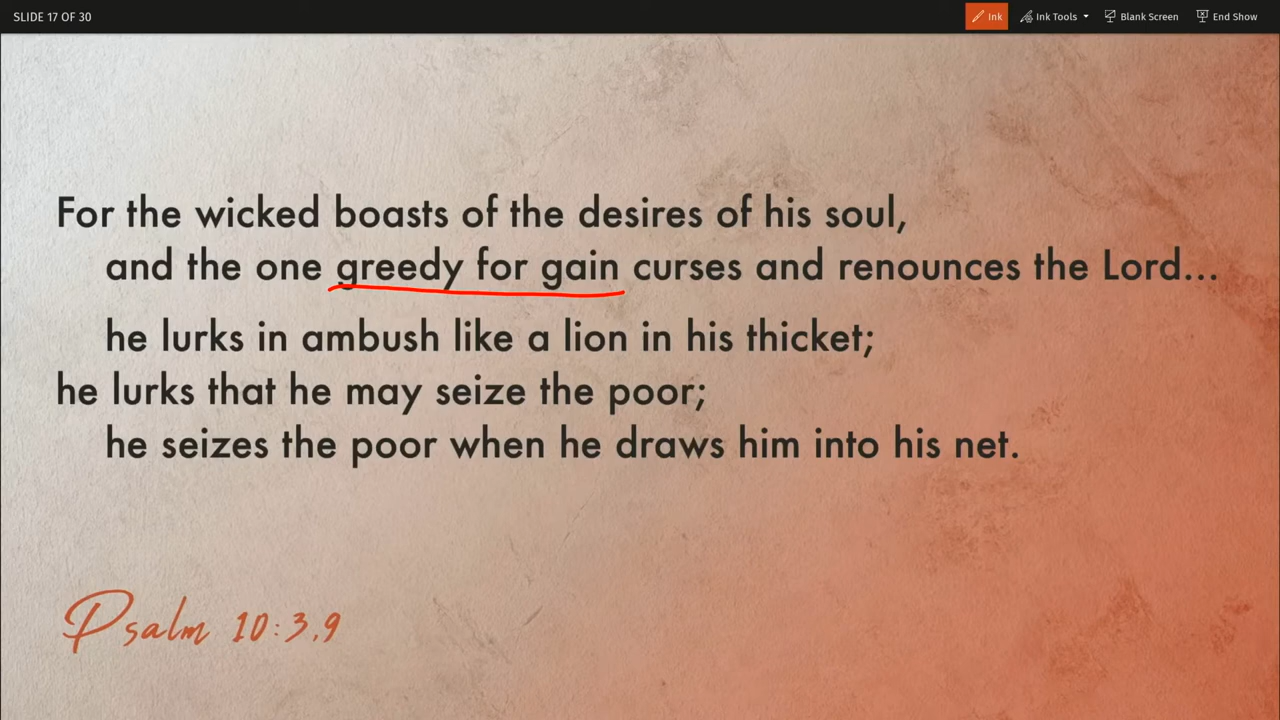 SLIDE 17 OF 30
Ink
Ink Tools
Blank Screen
End Show
For the wicked boasts of the desires of his soul,
and the one greedy for gain curses and renounces the Lord...
he lurks in ambush like a lion in his thicket;
he lurks that he may seize the poor;
he seizes the poor when he draws him into his net.
Psalm 10:3,9